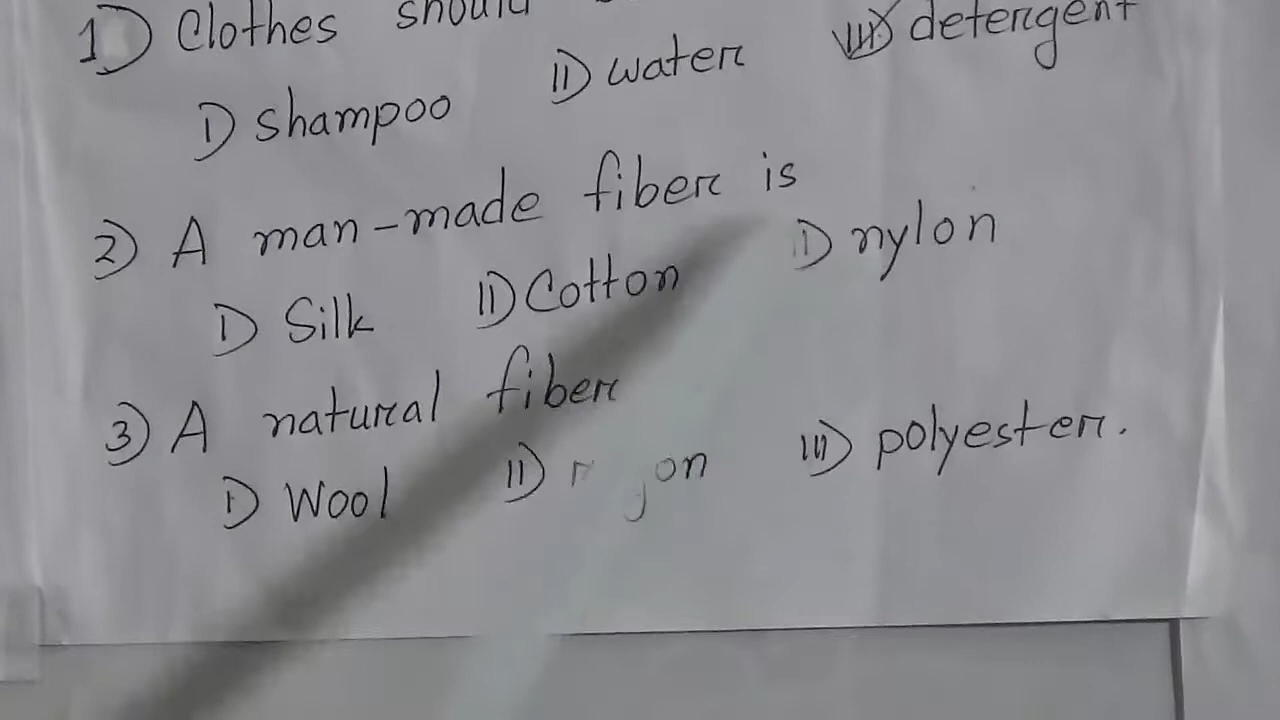 1) Clothes should
I) shampoo II) water III) detergent
2) A man-made fiber is
I) Silk II) Cotton I) nylon
3) A natural fiber
I) Wool II) III) polyester.